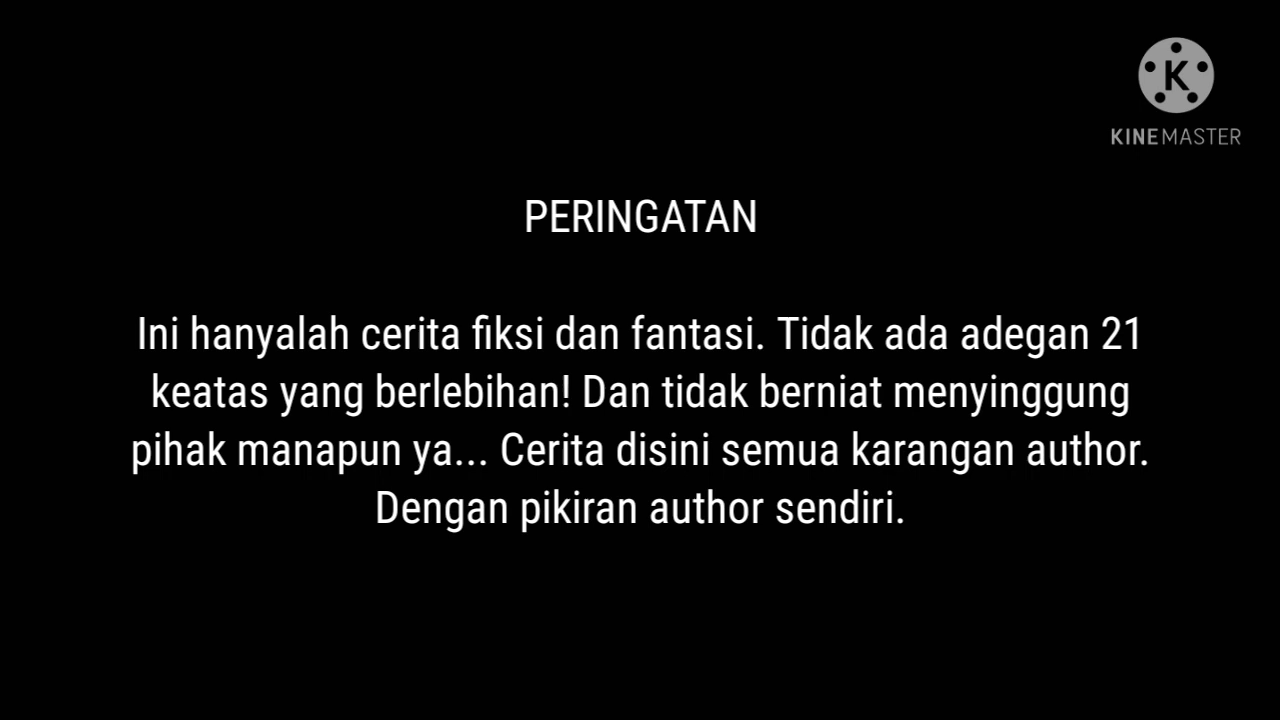 KINEMASTER
PERINGATAN
Ini hanyalah cerita fiksi dan fantasi. Tidak ada adegan 21
keatas yang berlebihan! Dan tidak berniat menyinggung
pihak manapun ya... Cerita disini semua karangan author.
Dengan pikiran author sendiri.